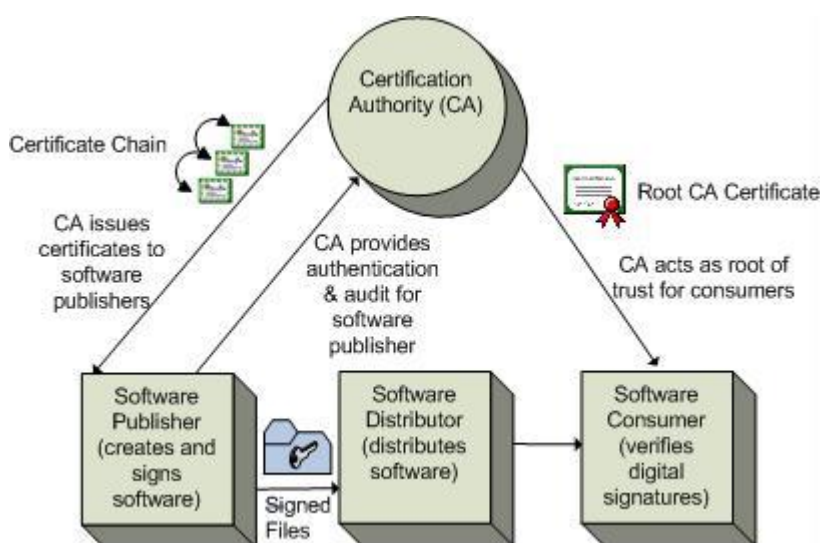 Certification
Authority (CA)
Certificate Chain
Root CA Certificate
CA issues
certificates to
software
publishers
CA provides
authentication
& audit for
software
publisher
CA acts as root of
trust for consumers
Software
Publisher
(creates and
signs
software)
Signed
Files
Software
Distributor
(distributes
software)
Software
Consumer
(verifies
digital
signatures)